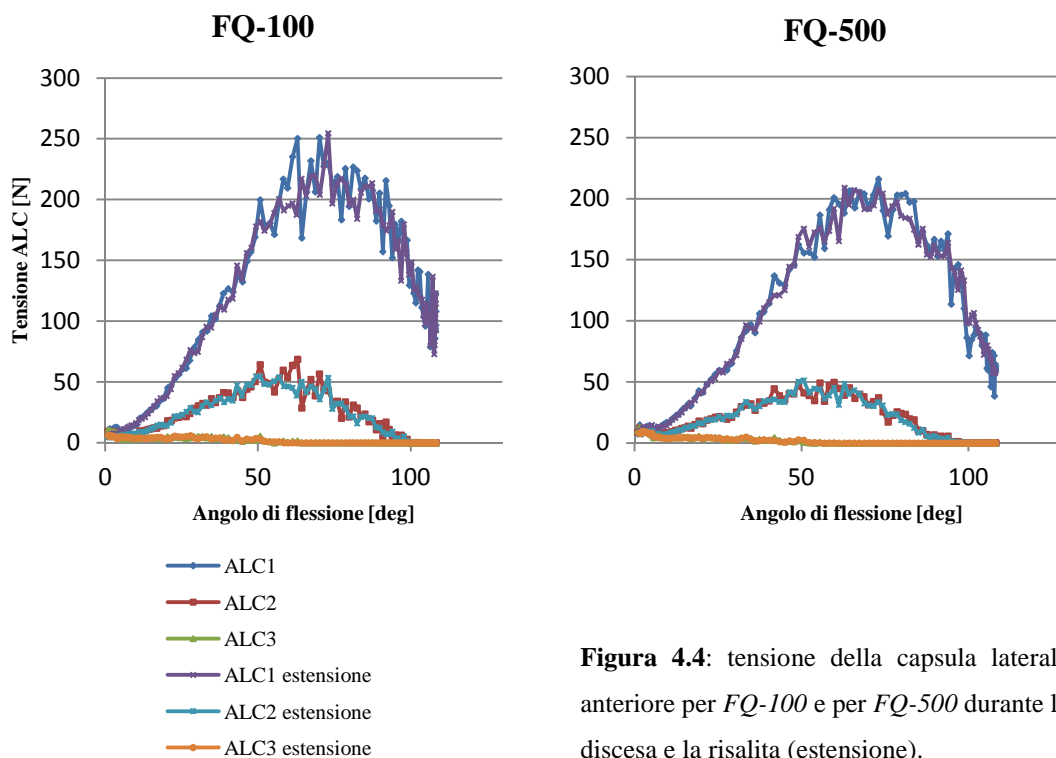 FQ-100
300
250
200
150
100
50
0
0 50 100
Tensione ALC [N]
Angolo di flessione [deg]
FQ-500
300
250
200
150
100
50
0
0 50 100
Angolo di flessione [deg]
ALC1
ALC2
ALC3
ALC1 estensione
ALC2 estensione
ALC3 estensione
Figura 4.4: tensione della capsula lateral
anteriore per FQ-100 e per FQ-500 durante l
discesa e la risalita (estensione).